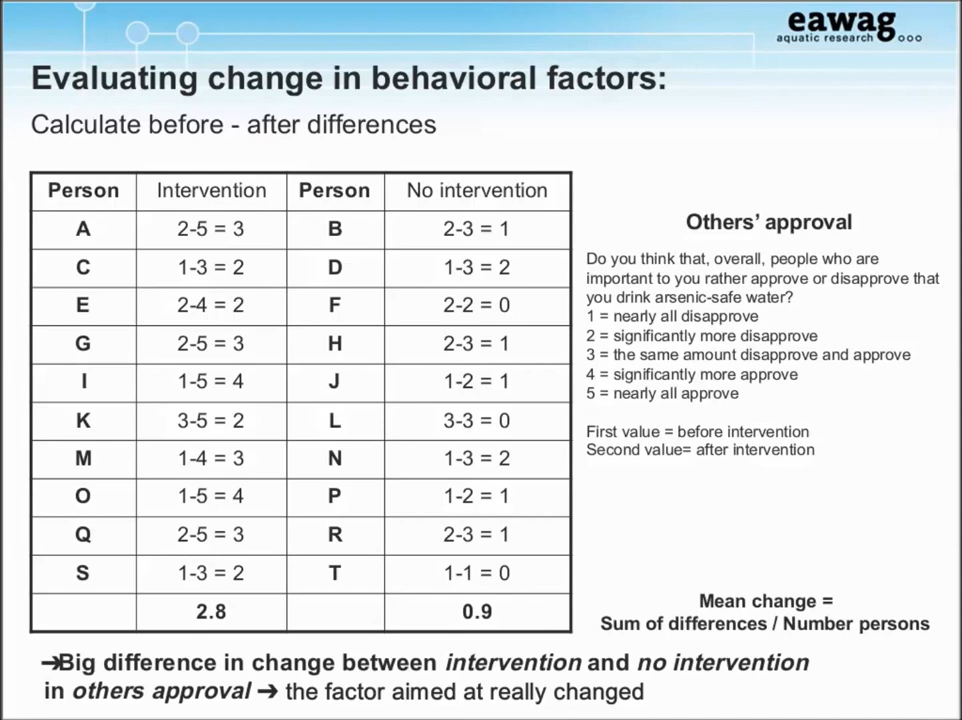 eawag
aquatic research
Evaluating change in behavioral factors:
Calculate before - after differences
Person Intervention Person No intervention
A 2-5 = 3 B 2-3 = 1
C 1-3 = 2 D 1-3 = 2
E 2-4 = 2 F 2-2 = 0
G 2-5 = 3 H 2-3 = 1
I 1-5 = 4 J 1-2 = 1
K 3-5 = 2 L 3-3 = 0
M 1-4 = 3 N 1-3 = 2
O 1-5 = 4 P 1-2 = 1
Q 2-5 = 3 R 2-3 = 1
S 1-3 = 2 T 1-1 = 0
2.8 0.9
Others’ approval
Do you think that, overall, people who are
important to you rather approve or disapprove that
you drink arsenic-safe water?
1 = nearly all disapprove
2 = significantly more disapprove
3 = the same amount disapprove and approve
4 = significantly more approve
5 = nearly all approve
First value = before intervention
Second value= after intervention
Mean change =
Sum of differences / Number persons
➔Big difference in change between intervention and no intervention
in others approval ➔ the factor aimed at really changed